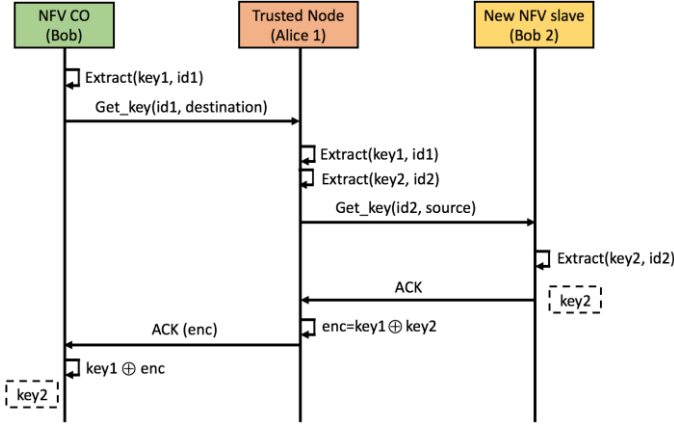 NFV CO
(Bob)
Trusted Node
(Alice 1)
New NFV slave
(Bob 2)
Extract(key1, id1)
Get_key(id1, destination)
Extract(key1, id1)
Extract(key2, id2)
Get_key(id2, source)
Extract(key2, id2)
ACK
key2
enc=key1 ⊕ key2
ACK (enc)
key1 ⊕ enc
key2